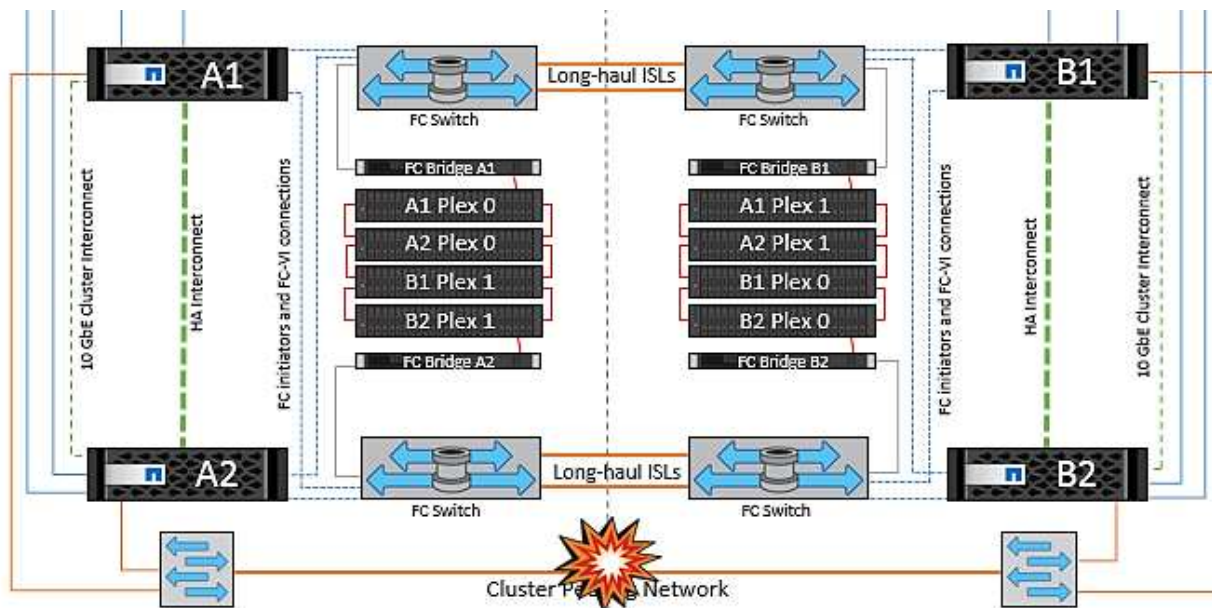 A1
B1
Long-haul ISLs
FC Switch
FC Switch
FC Bridge A1
FC Bridge B1
A1 Plex 0
A1 Plex 1
A2 Plex 0
A2 Plex 1
B1 Plex 1
B1 Plex 0
B2 Plex 1
B2 Plex 0
FC Bridge A2
FC Bridge B2
10 GbE cluster Interconnect
HA Interconnect
FC initiators and FC-VI connections
FC initiators and FC-VI connections
HA Interconnect
10 GbE Cluster Interconnect
A2
B2
Long-haul ISLs
FC Switch
FC Switch
Cluster Network